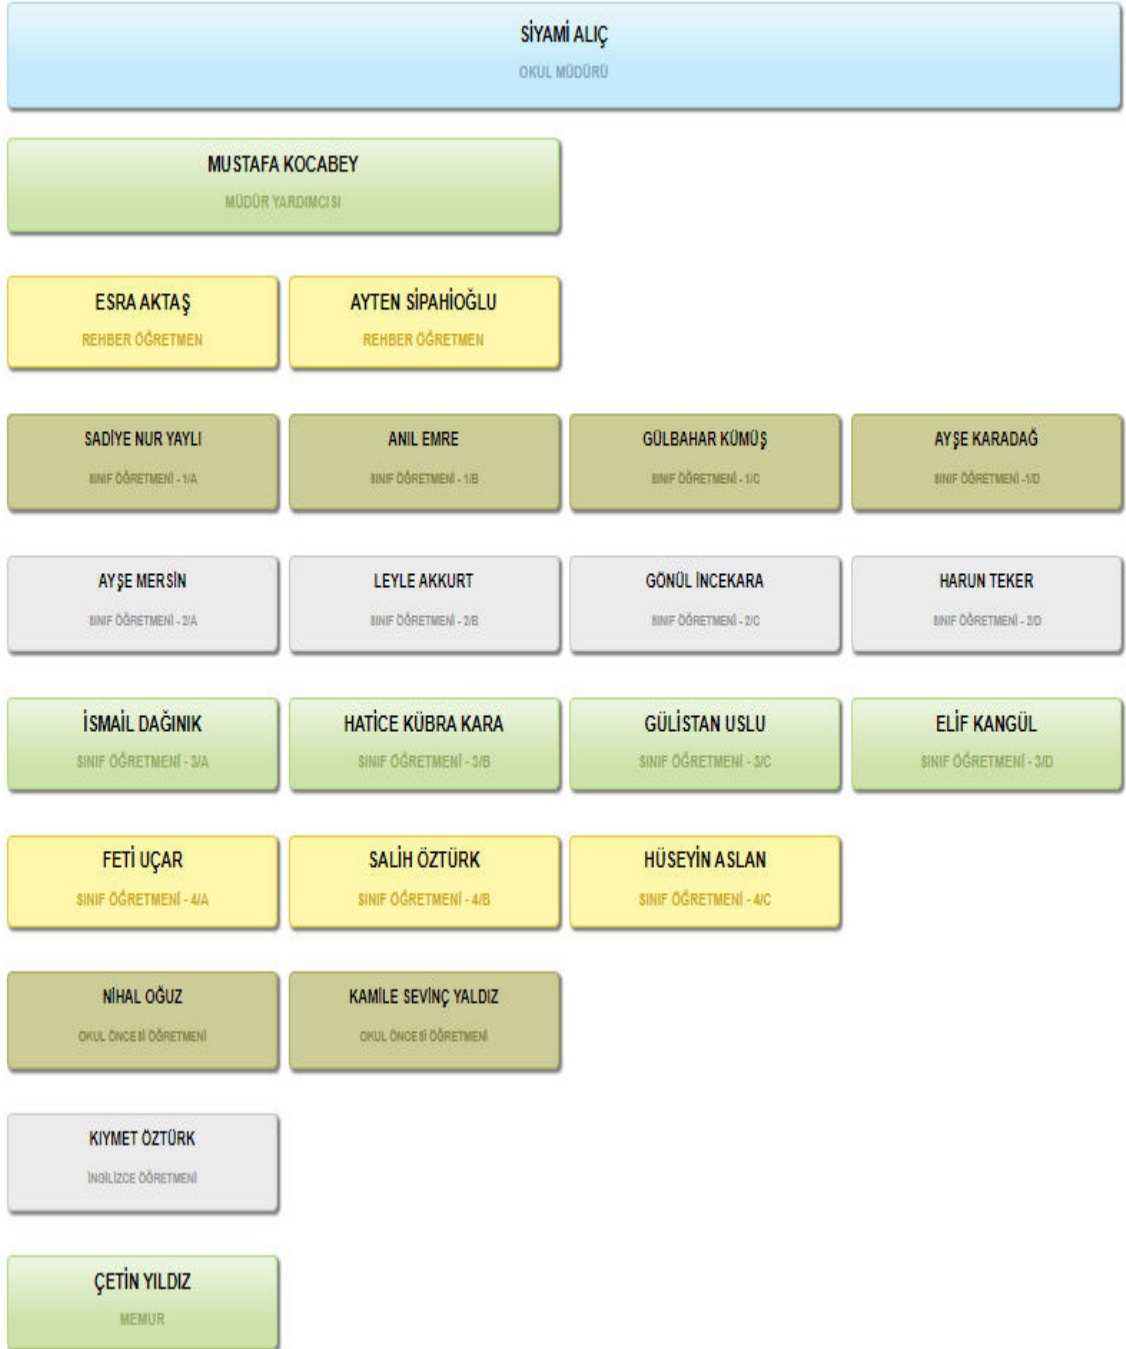 SİYAMİ ALIÇ
OKUL MÜDÜRÜ
MUSTAFA KOCABEY
MÜDÜR YARDIMCISI
ESRA AKTAŞ
REHBER ÖĞRETMEN
AYTEN SİPAHİOĞLU
REHBER ÖĞRETMEN
SADİYE NUR YAYLI
SINIF ÖĞRETMENİ - 1/A
ANIL EMRE
SINIF ÖĞRETMENİ - 1/B
GÜLBAHAR KÜMÜŞ
SINIF ÖĞRETMENİ - 1/C
AYŞE KARADAĞ
SINIF ÖĞRETMENİ -1/D
AYŞE MERSİN
SINIF ÖĞRETMENİ - 2/A
LEYLE AKKURT
SINIF ÖĞRETMENİ - 2/B
GÖNÜL İNCEKARA
SINIF ÖĞRETMENİ - 2/C
HARUN TEKER
SINIF ÖĞRETMENİ - 2/D
İSMAİL DAĞINIK
SINIF ÖĞRETMENİ - 3/A
HATİCE KÜBRA KARA
SINIF ÖĞRETMENİ - 3/B
GÜLİSTAN USLU
SINIF ÖĞRETMENİ - 3/C
ELİF KANGÜL
SINIF ÖĞRETMENİ - 3/D
FETİ UÇAR
SINIF ÖĞRETMENİ - 4/A
SALİH ÖZTÜRK
SINIF ÖĞRETMENİ - 4/B
HÜSEYİN ASLAN
SINIF ÖĞRETMENİ - 4/C
NİHAL OĞUZ
OKUL ÖNCESİ ÖĞRETMENİ
KAMİLE SEVİNÇ YALDIZ
OKUL ÖNCESİ ÖĞRETMENİ
KIYMET ÖZTÜRK
İNGİLİZCE ÖĞRETMENİ
ÇETİN YILDIZ
MEMUR